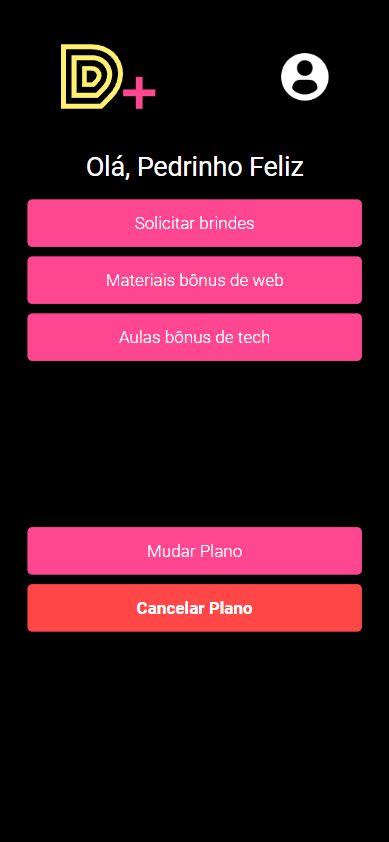 D+
Olá, Pedrinho Feliz
Solicitar brindes
Materiais bônus de web
Aulas bônus de tech
Mudar Plano
Cancelar Plano